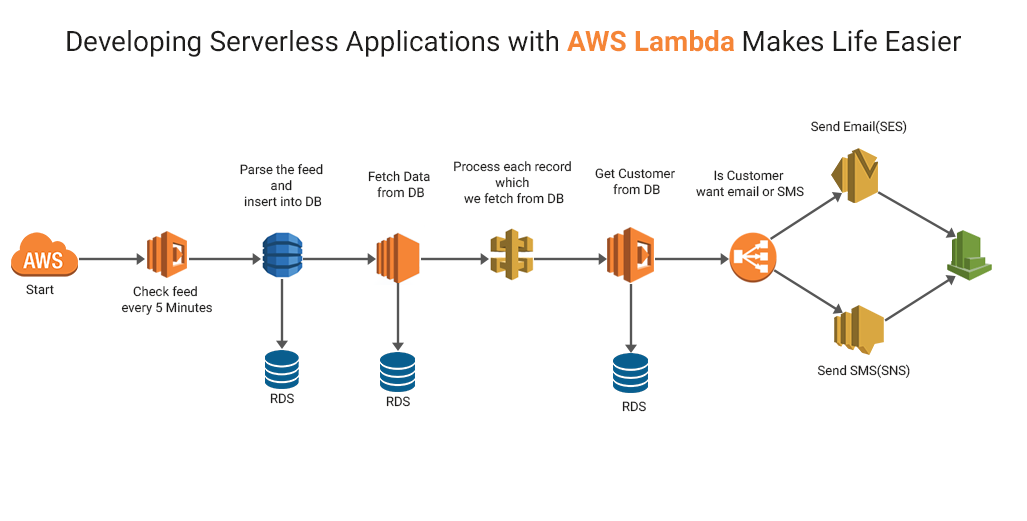 Developing Serverless Applications with AWS Lambda Makes Life Easier
Send Email(SES)
Parse the feed
and
insert into DB
Fetch Data
from DB
Process each record
which
we fetch from DB
Get Customer
from DB
Is Customer
want email or SMS
AWS
Start
Check feed
every 5 Minutes
RDS
RDS
RDS
Send SMS(SNS)